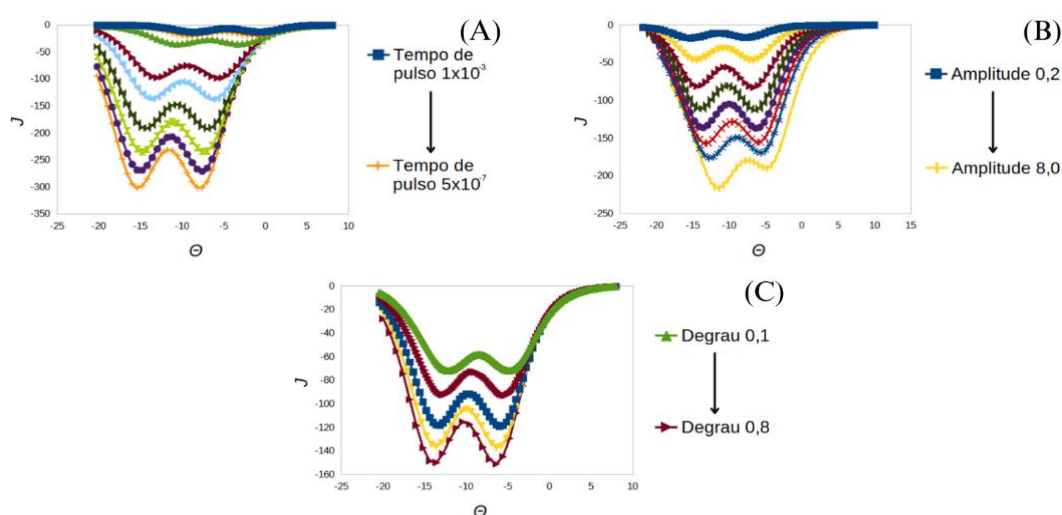 (A)
0
-50
-100
-150
-200
-250
-300
-350
-25 -20 -15 -10 -5 0 5 10
J
Θ
Tempo de
pulso 1x10⁻³
Tempo de
pulso 5x10⁻⁷
(B)
0
-50
-100
-150
-200
-250
-25 -20 -15 -10 -5 0 5 10 15
J
Θ
Amplitude 0,2
Amplitude 8,0
(C)
0
-20
-40
-60
-80
-100
-120
-140
-160
-25 -20 -15 -10 -5 0 5 10
J
Θ
Degrau 0,1
Degrau 0,8